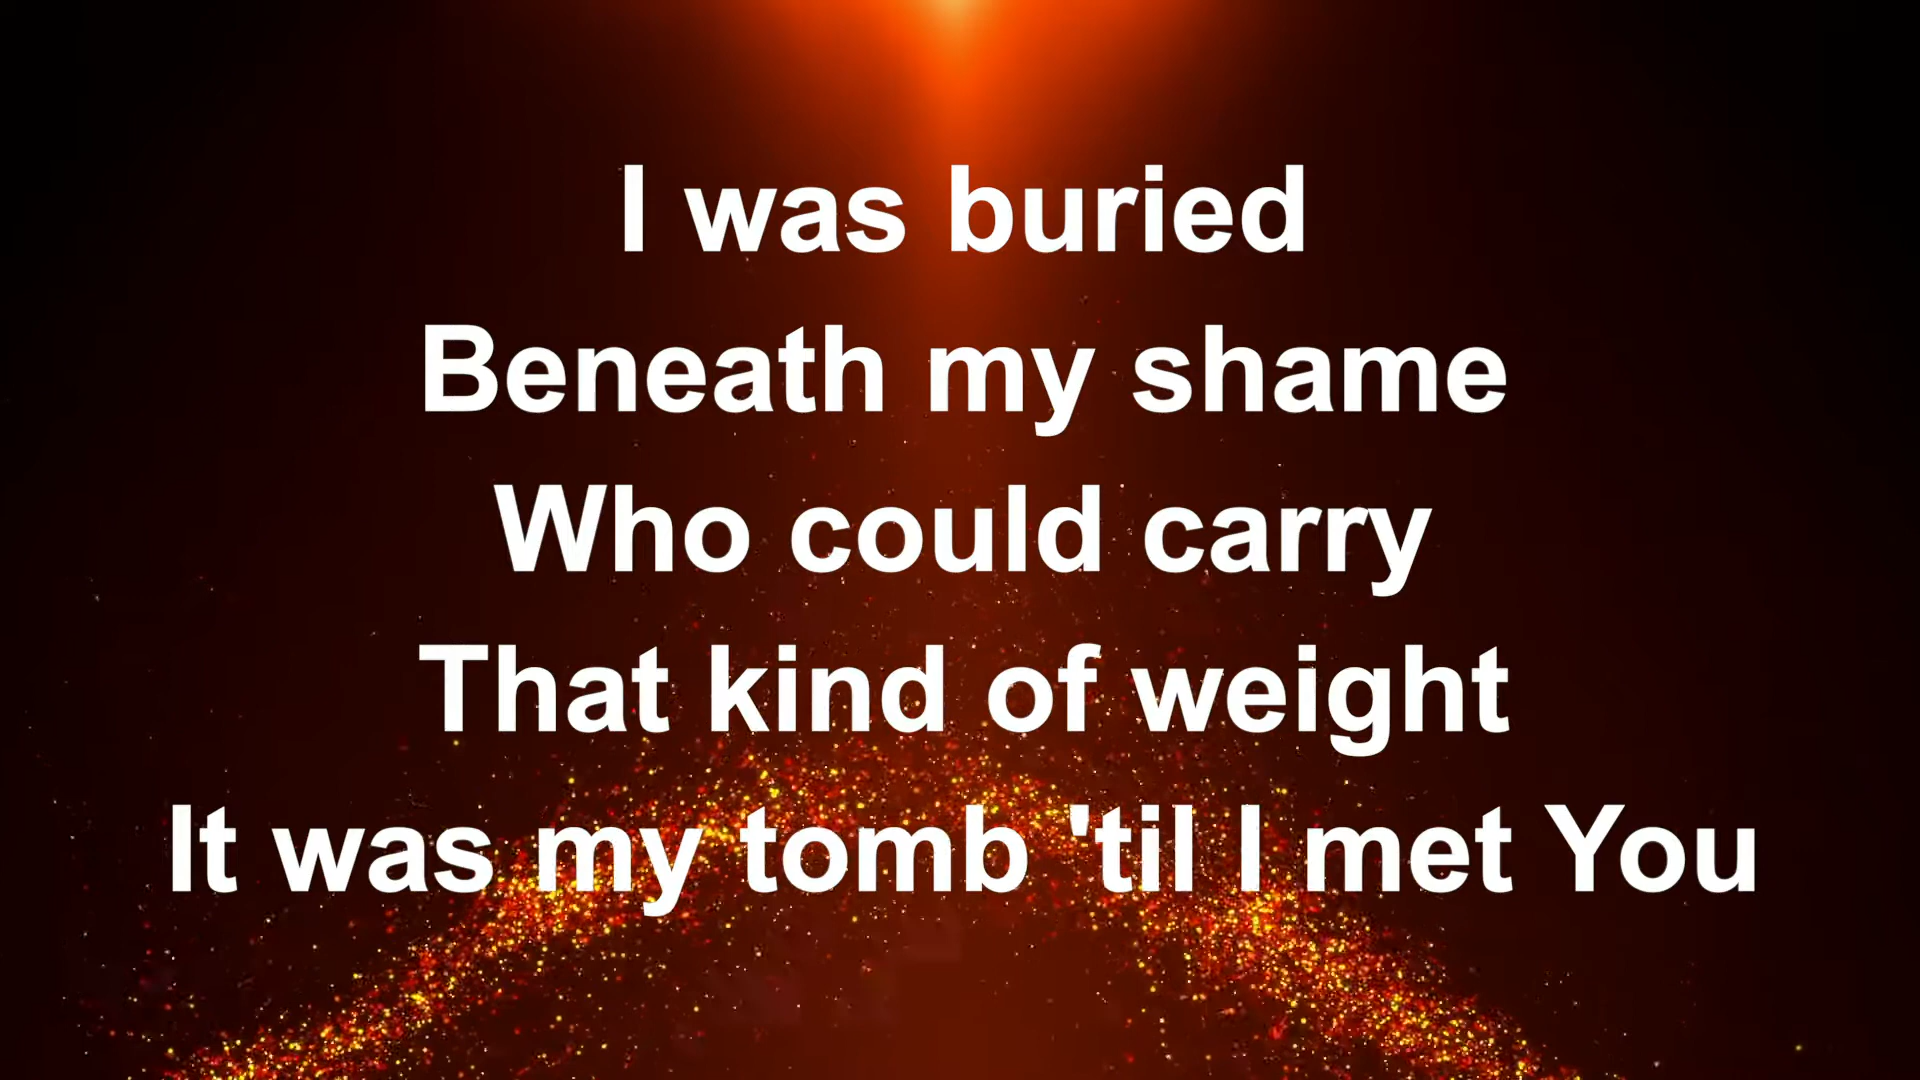 I was buried
Beneath my shame
Who could carry
That kind of weight
It was my tomb 'til I met You